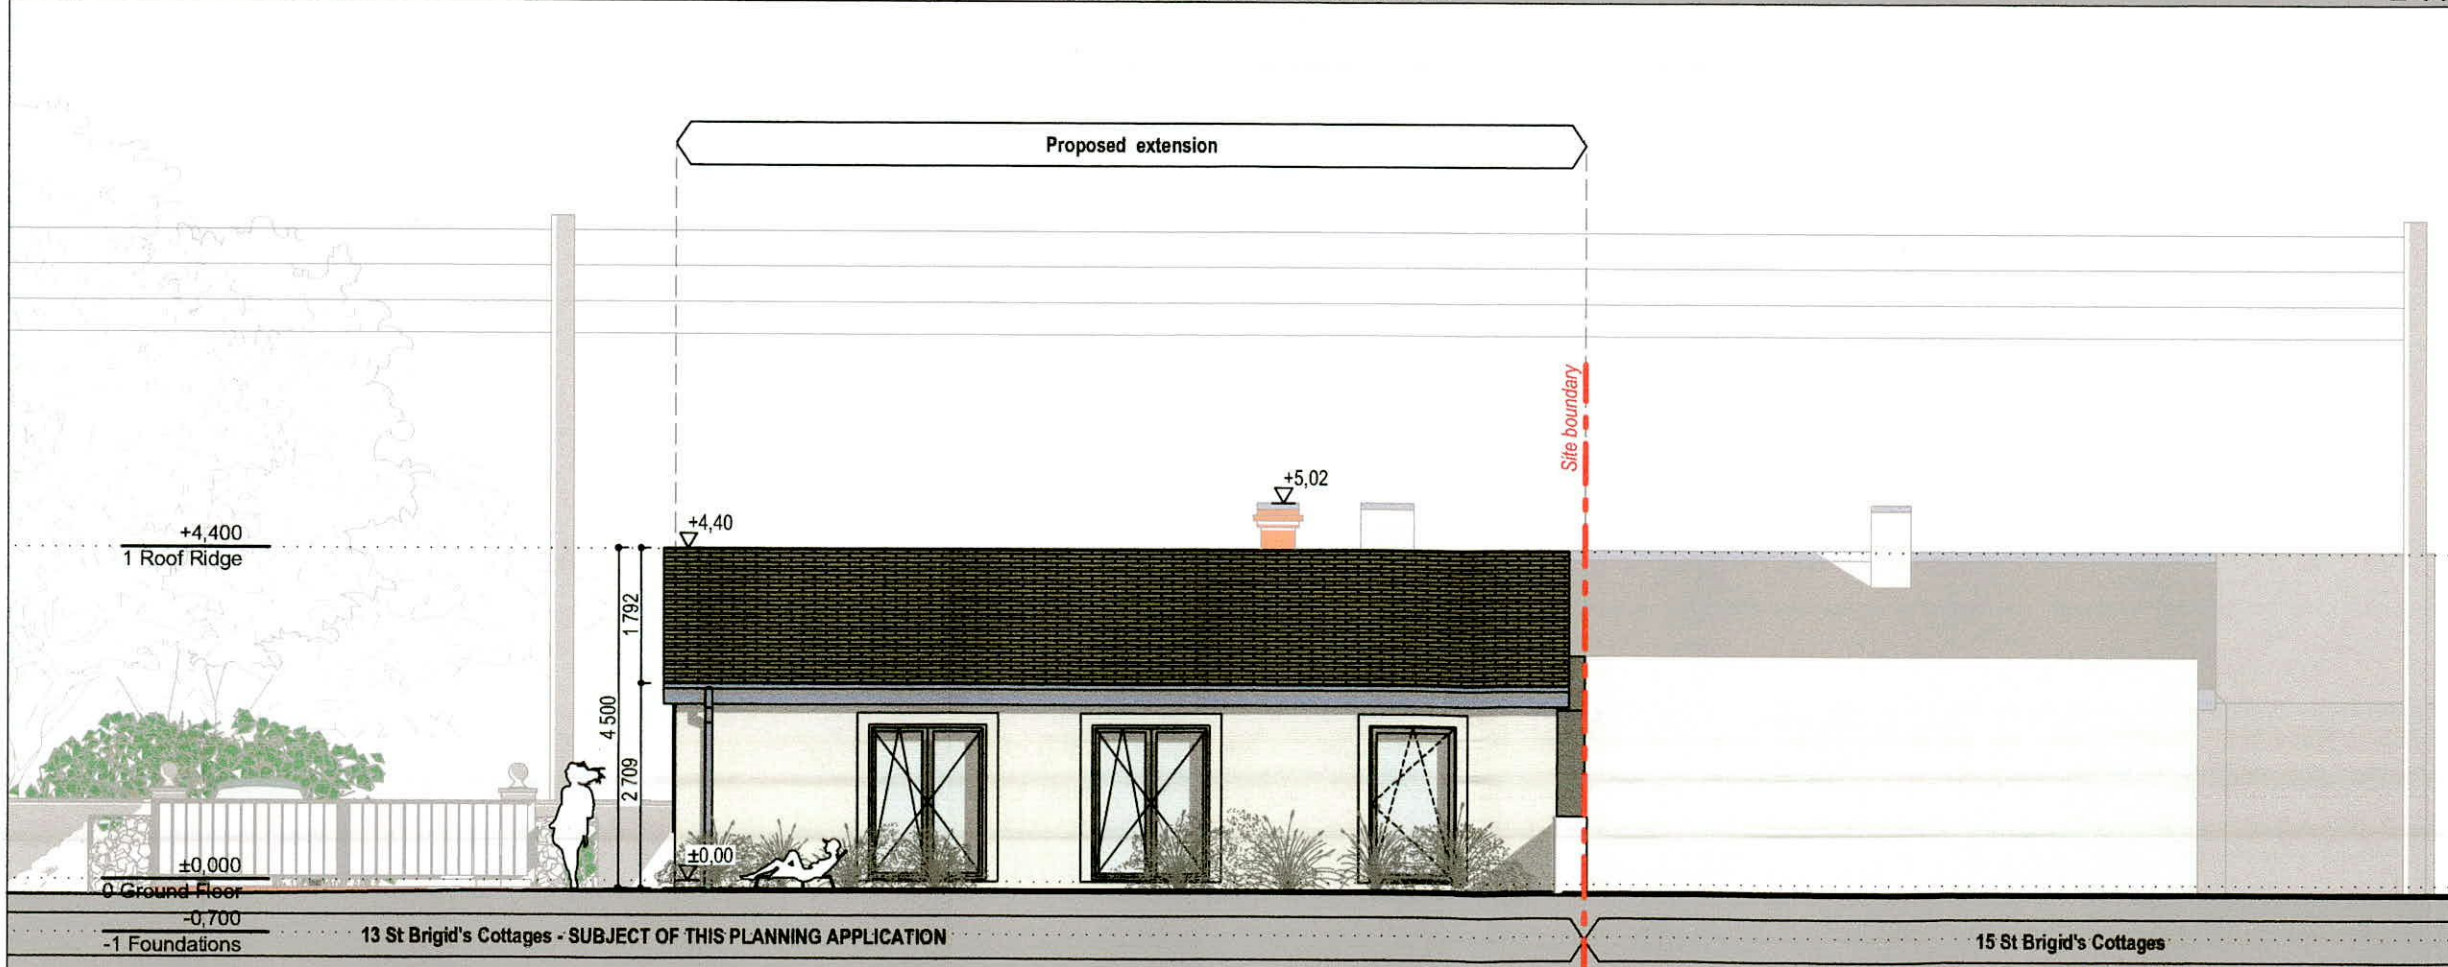 Proposed extension
Site boundary
+5,02
+4,40
+4,400
1 Roof Ridge
1 792
4 500
2 709
±0,00
±0,000
0 Ground Floor
-0,700
-1 Foundations
13 St Brigid's Cottages - SUBJECT OF THIS PLANNING APPLICATION
15 St Brigid's Cottages